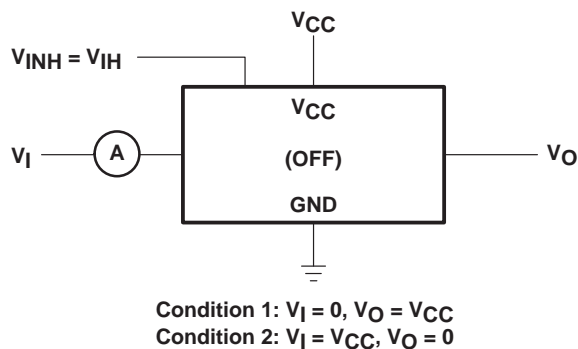 VCC
VINH = VIH
VCC
VI
A
(OFF)
VO
GND
Condition 1: VI = 0, VO = VCC
Condition 2: VI = VCC, VO = 0